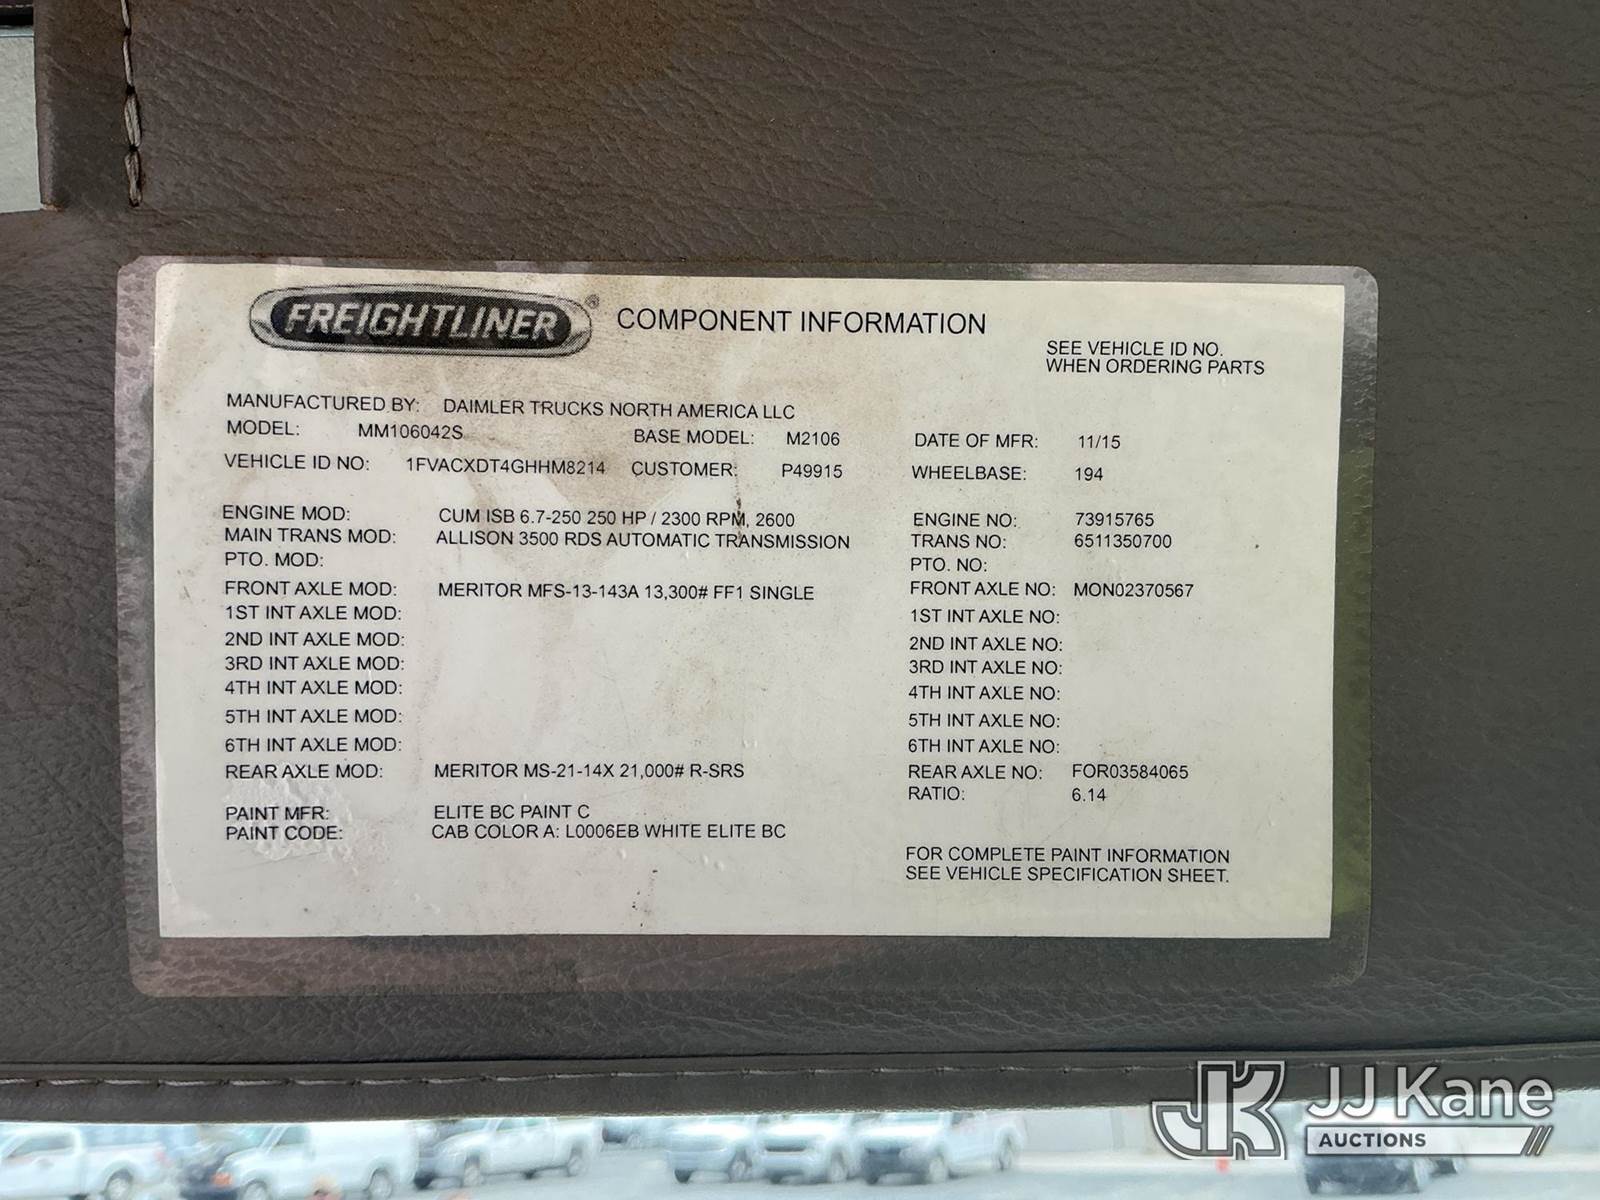 FREIGHTLINER® COMPONENT INFORMATION
SEE VEHICLE ID NO.
WHEN ORDERING PARTS
MANUFACTURED BY: DAIMLER TRUCKS NORTH AMERICA LLC
MODEL: MM106042S BASE MODEL: M2106 DATE OF MFR: 11/15
VEHICLE ID NO: 1FVACXDT4GHHM8214 CUSTOMER: P49915 WHEELBASE: 194
ENGINE MOD: CUM ISB 6.7-250 250 HP / 2300 RPM, 2600 ENGINE NO: 73915765
MAIN TRANS MOD: ALLISON 3500 RDS AUTOMATIC TRANSMISSION TRANS NO: 6511350700
PTO. MOD: PTO. NO:
FRONT AXLE MOD: MERITOR MFS-13-143A 13,300# FF1 SINGLE FRONT AXLE NO: MON02370567
1ST INT AXLE MOD: 1ST INT AXLE NO:
2ND INT AXLE MOD: 2ND INT AXLE NO:
3RD INT AXLE MOD: 3RD INT AXLE NO:
4TH INT AXLE MOD: 4TH INT AXLE NO:
5TH INT AXLE MOD: 5TH INT AXLE NO:
6TH INT AXLE MOD: 6TH INT AXLE NO:
REAR AXLE MOD: MERITOR MS-21-14X 21,000# R-SRS REAR AXLE NO: FOR03584065
RATIO: 6.14
PAINT MFR: ELITE BC PAINT C
PAINT CODE: CAB COLOR A: L0006EB WHITE ELITE BC
FOR COMPLETE PAINT INFORMATION
SEE VEHICLE SPECIFICATION SHEET.
JK JJ Kane
AUCTIONS